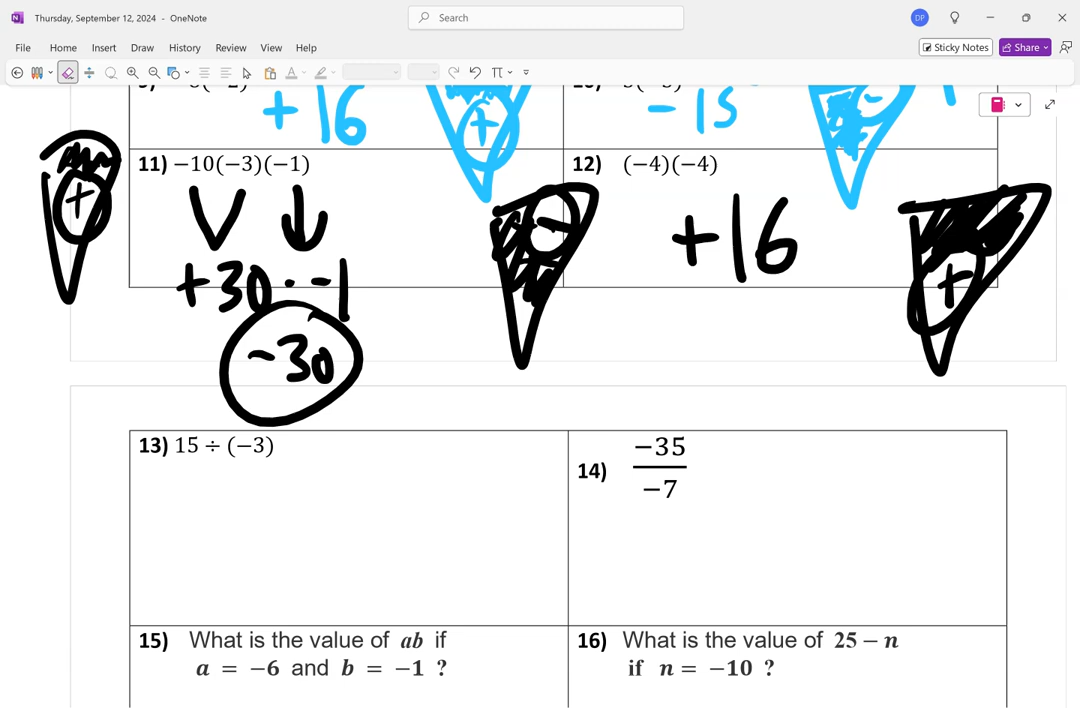 Thursday, September 12, 2024 - OneNote
Search
DP
File Home Insert Draw History Review View Help
Sticky Notes Share
+ 16
- 15
11) −10(−3)(−1)
12) (−4)(−4)
+
+30 · -1
-30
-
+16
+
13) 15 ÷ (−3)
14) −35
−7
15) What is the value of ab if
a = −6 and b = −1 ?
16) What is the value of 25 − n
if n = −10 ?